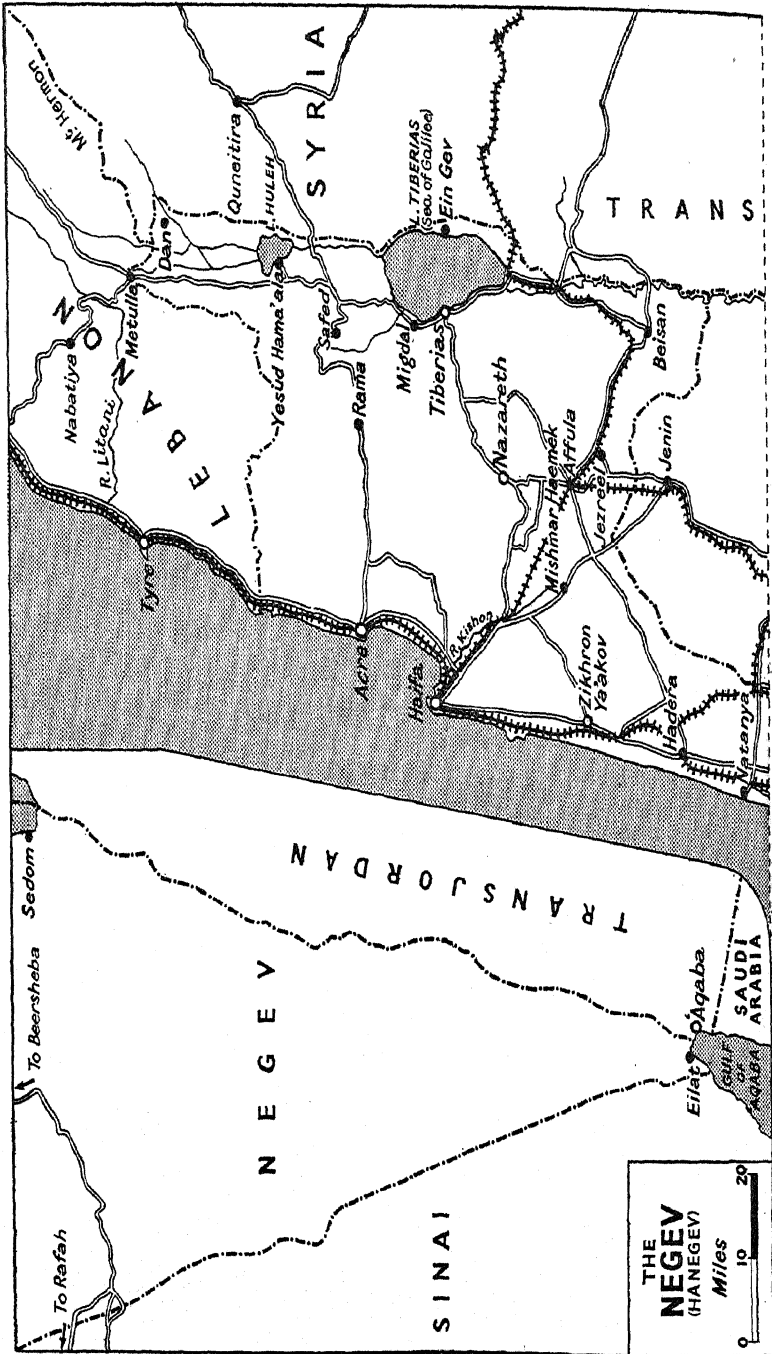 Mt. Hermon
SYRIA
Quneitira
L. HULEH
Dan
Metulla
Nabatiya
R. Litani
LEBANON
Yesud Hama'ala
Safed
Rama
Tyre
Acre
L. TIBERIAS
(Sea of Galilee)
Ein Gev
Migdal
Tiberias
TRANS
Nazareth
Haifa
R. Kishon
Mishmar Haemek
Affula
Jezreel
Beisan
Jenin
Zikhron
Ya'akov
Hadera
Natanya
Sedom
To Beersheba
To Rafah
TRANSJORDAN
NEGEV
SINAI
Aqaba
Eilat
SAUDI
ARABIA
GULF
OF
AQABA
THE
NEGEV
(HANEGEV)
Miles
0 10 20